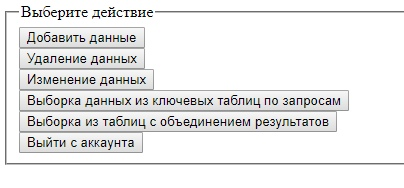 Выберите действие
Добавить данные
Удаление данных
Изменение данных
Выборка данных из ключевых таблиц по запросам
Выборка из таблиц с объединением результатов
Выйти с аккаунта